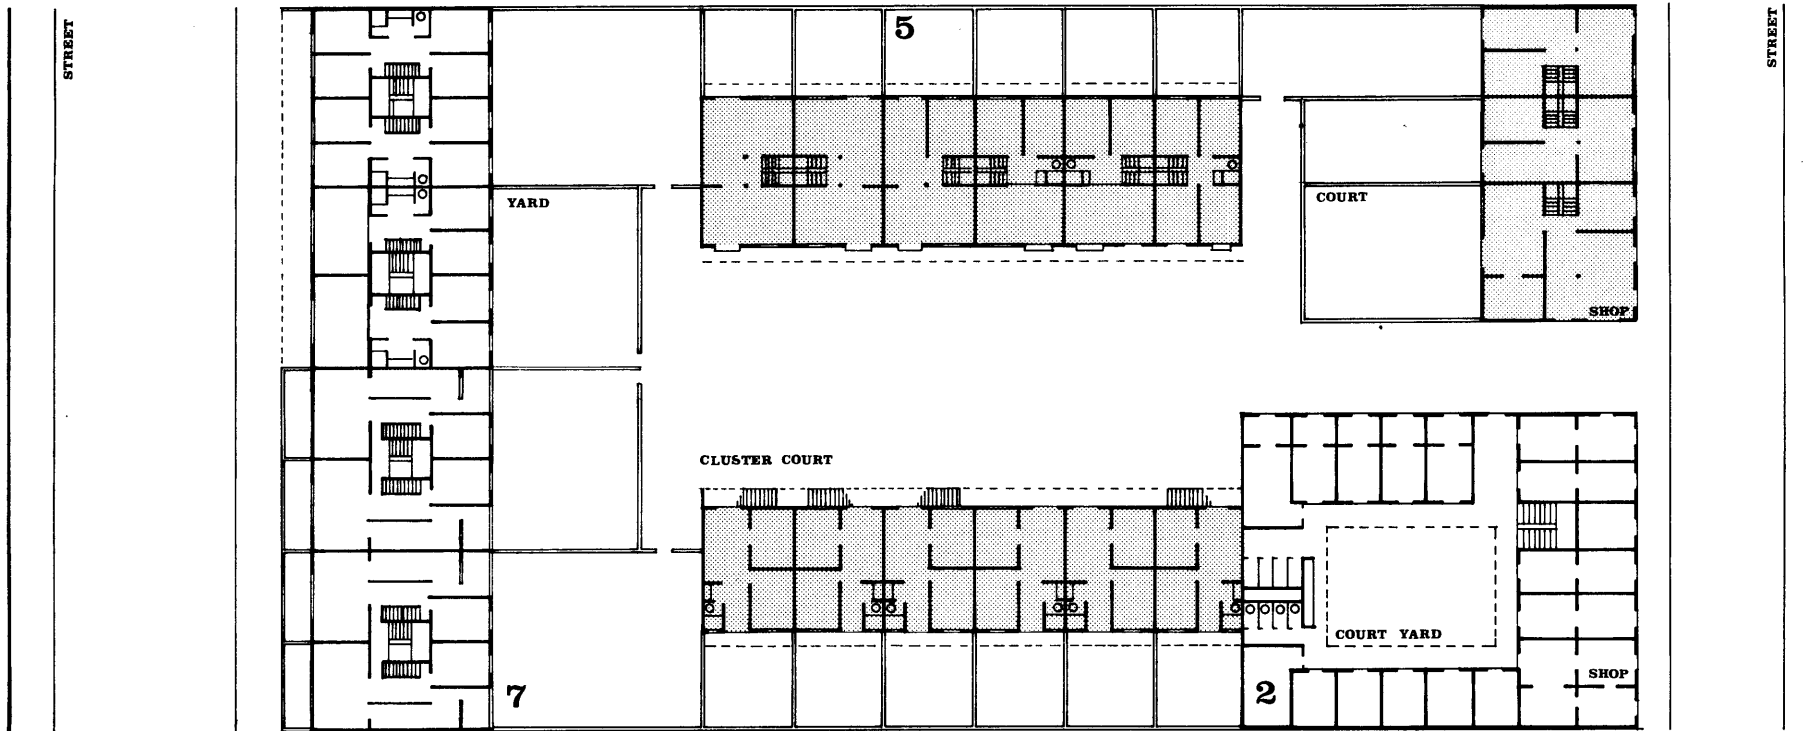 STREET
5
STREET
YARD
COURT
SHOP
CLUSTER COURT
COURT YARD
SHOP
7
2